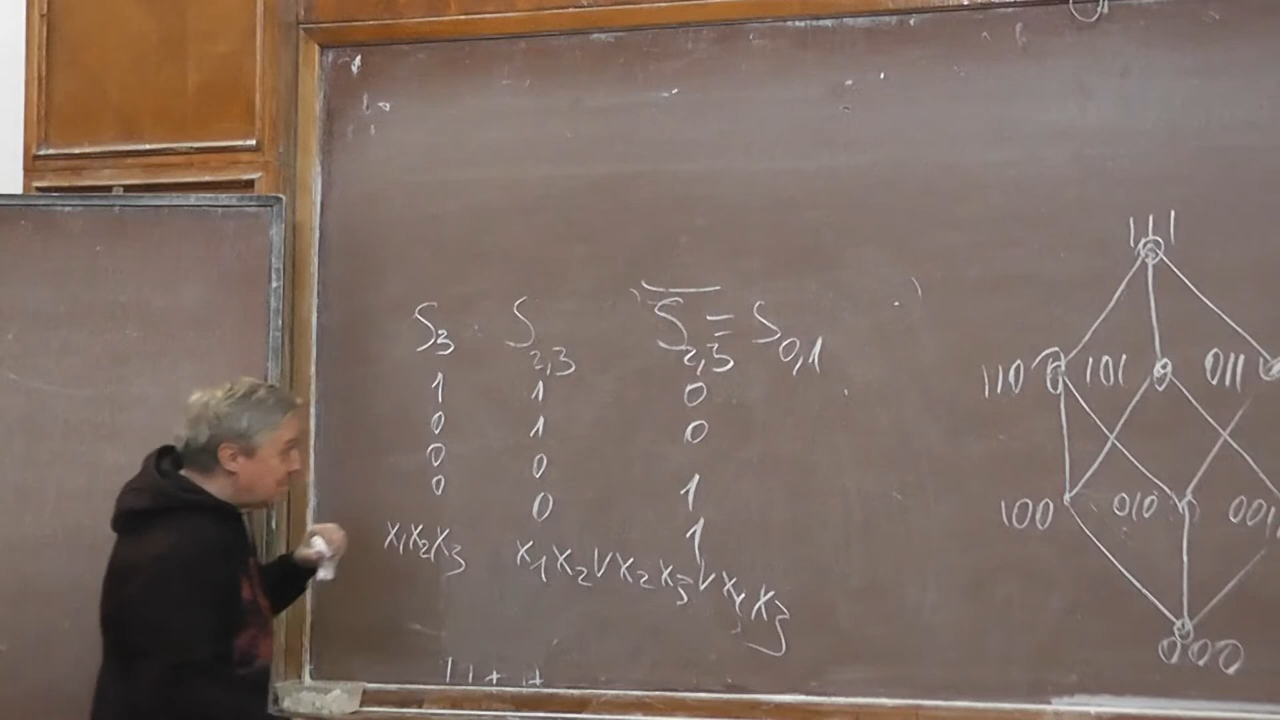 S₃ S₂,₃ S̅₂,₃ = S₀,₁
1 1 0
0 1 0
0 0 1
0 0 1
x₁x₂x₃ x₁x₂ ∨ x₂x₃ ∨ x₁x₃
111
110 101 011
100 010 001
000